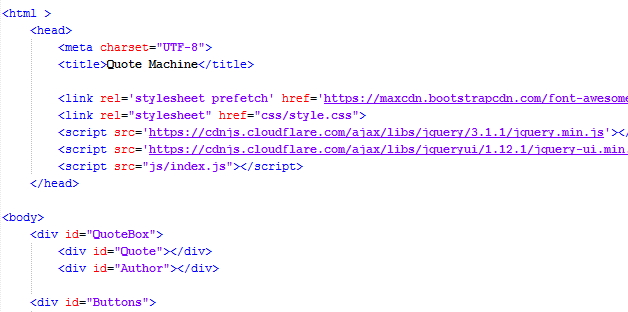 <html >
<head>
<meta charset="UTF-8">
<title>Quote Machine</title>
<link rel='stylesheet prefetch' href='https://maxcdn.bootstrapcdn.com/font-awesome
<link rel="stylesheet" href="css/style.css">
<script src='https://cdnjs.cloudflare.com/ajax/libs/jquery/3.1.1/jquery.min.js'></
<script src='https://cdnjs.cloudflare.com/ajax/libs/jqueryui/1.12.1/jquery-ui.min.
<script src="js/index.js"></script>
</head>
<body>
<div id="QuoteBox">
<div id="Quote"></div>
<div id="Author"></div>
<div id="Buttons">